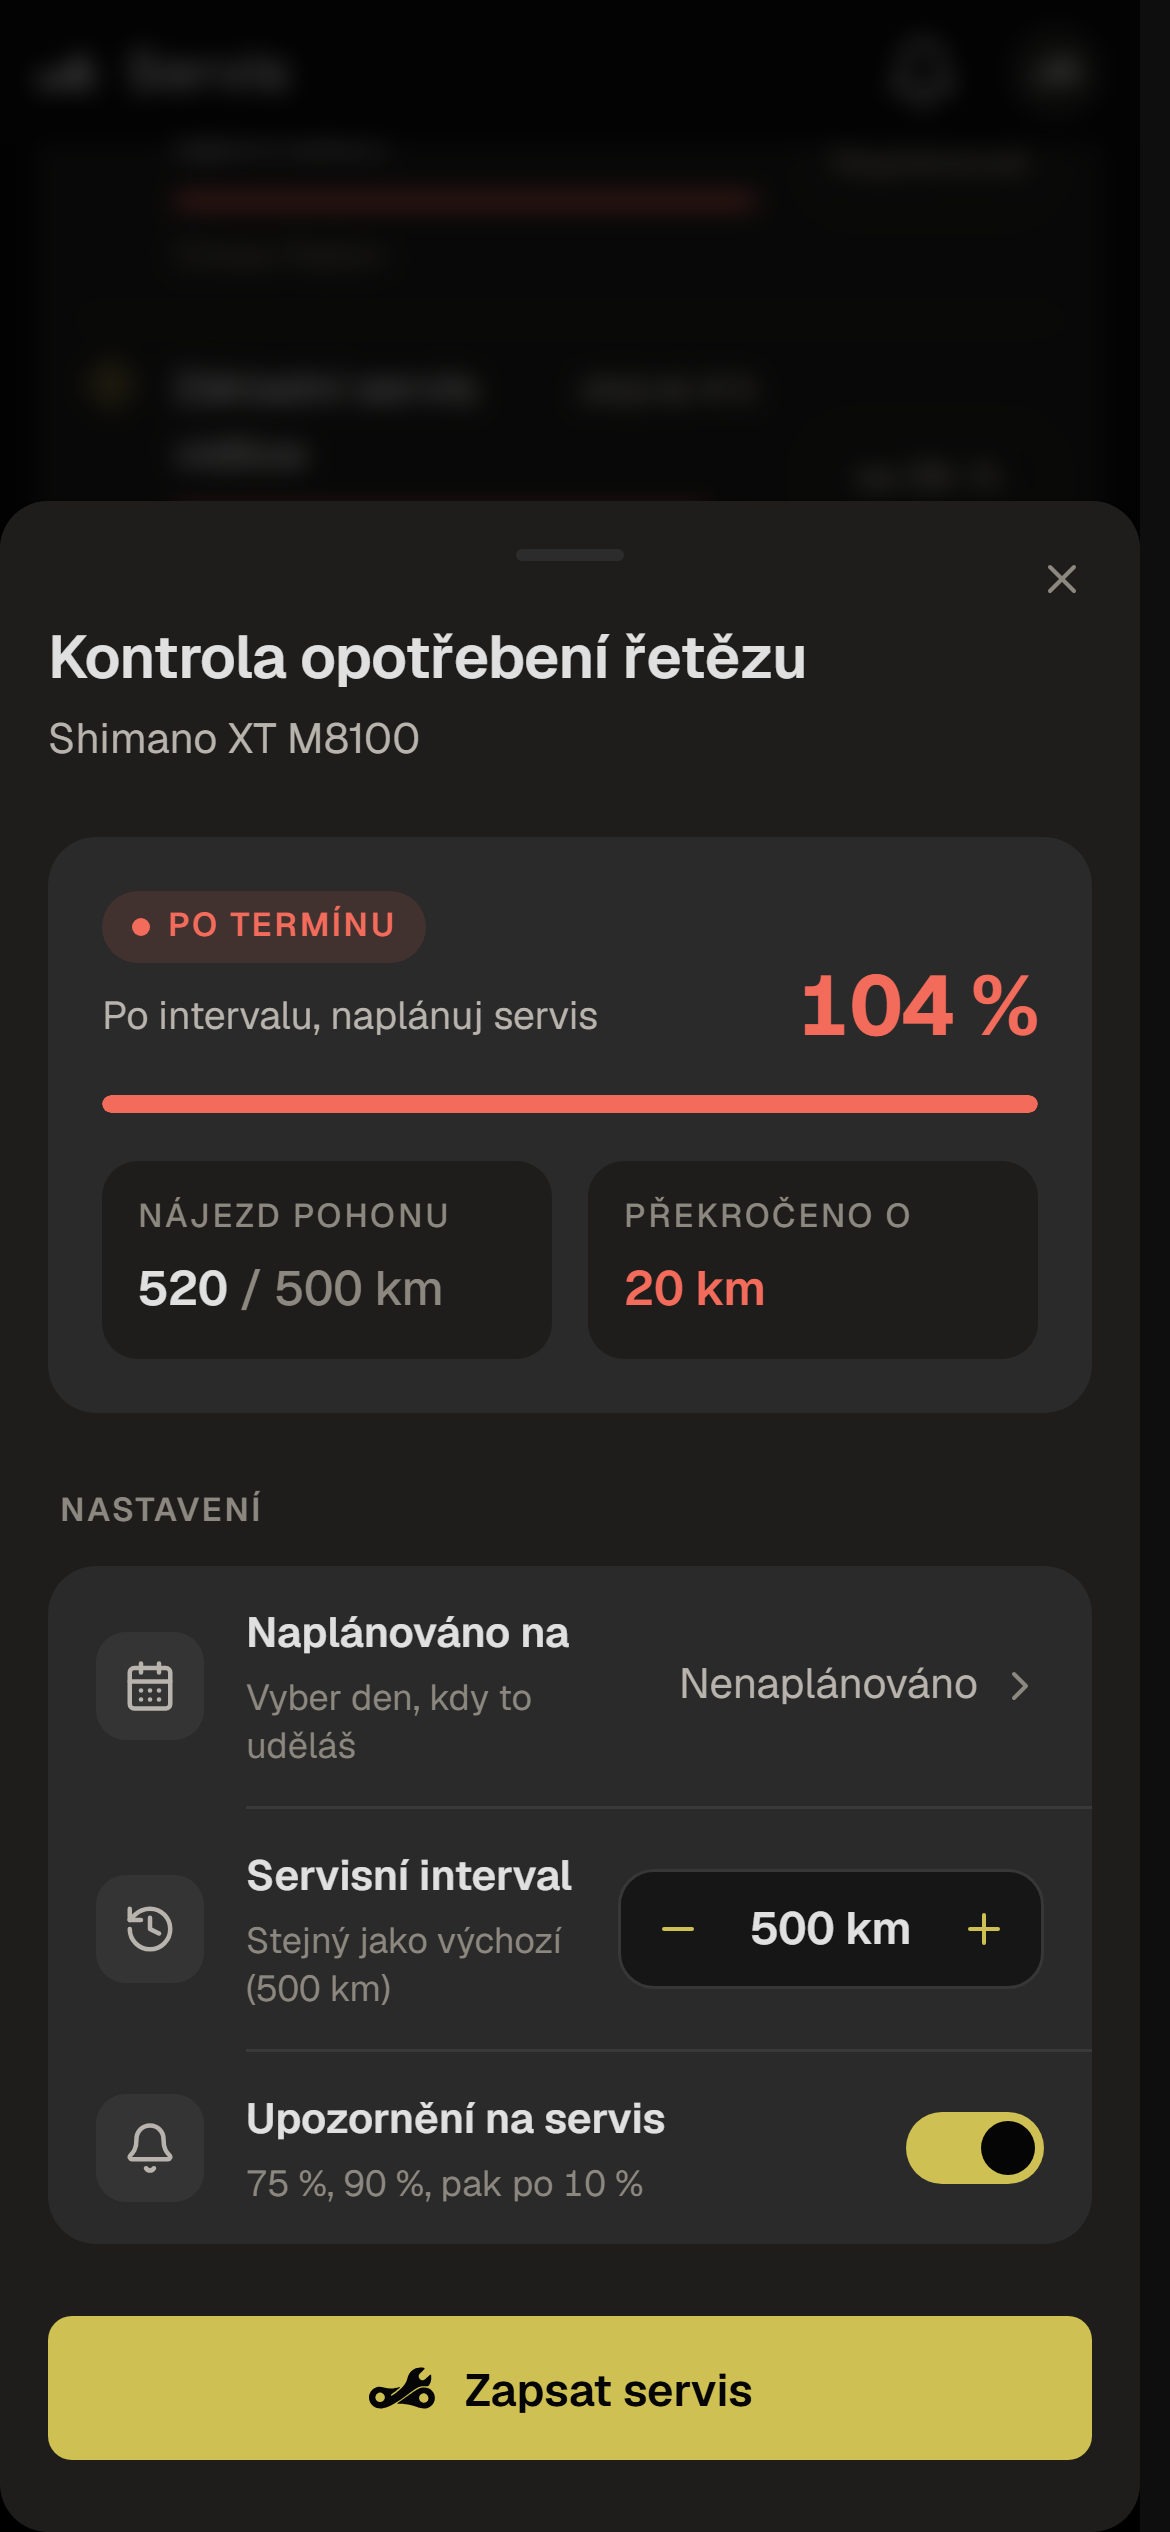 Servis
Kontrola opotřebení řetězu
Shimano XT M8100
PO TERMÍNU
Po intervalu, naplánuj servis
104 %
NÁJEZD POHONU
520 / 500 km
PŘEKROČENO O
20 km
NASTAVENÍ
Naplánováno na
Vyber den, kdy to
uděláš
Nenaplánováno
Servisní interval
Stejný jako výchozí
(500 km)
500 km
Upozornění na servis
75 %, 90 %, pak po 10 %
Zapsat servis